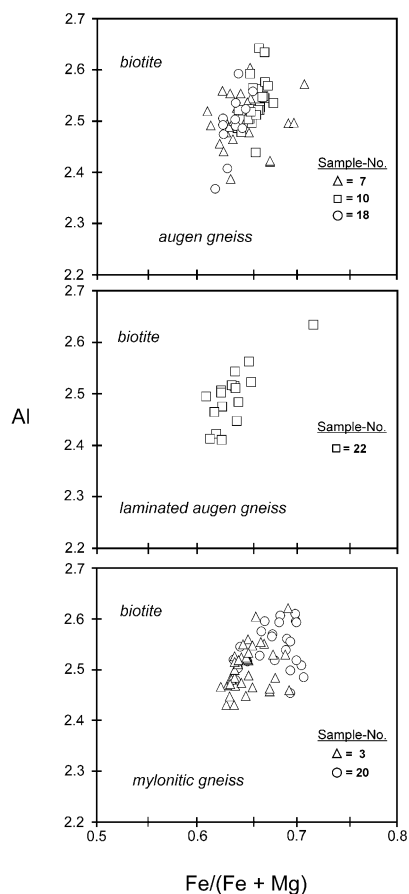 2.7
biotite
2.6
2.5
Sample-No.
2.4
△ = 7
□ = 10
2.3
○ = 18
augen gneiss
2.2
2.7
biotite
2.6
2.5
Al
Sample-No.
2.4
□ = 22
2.3
laminated augen gneiss
2.2
2.7
biotite
2.6
2.5
Sample-No.
2.4
△ = 3
○ = 20
2.3
mylonitic gneiss
2.2
0.5 0.6 0.7 0.8
Fe/(Fe + Mg)